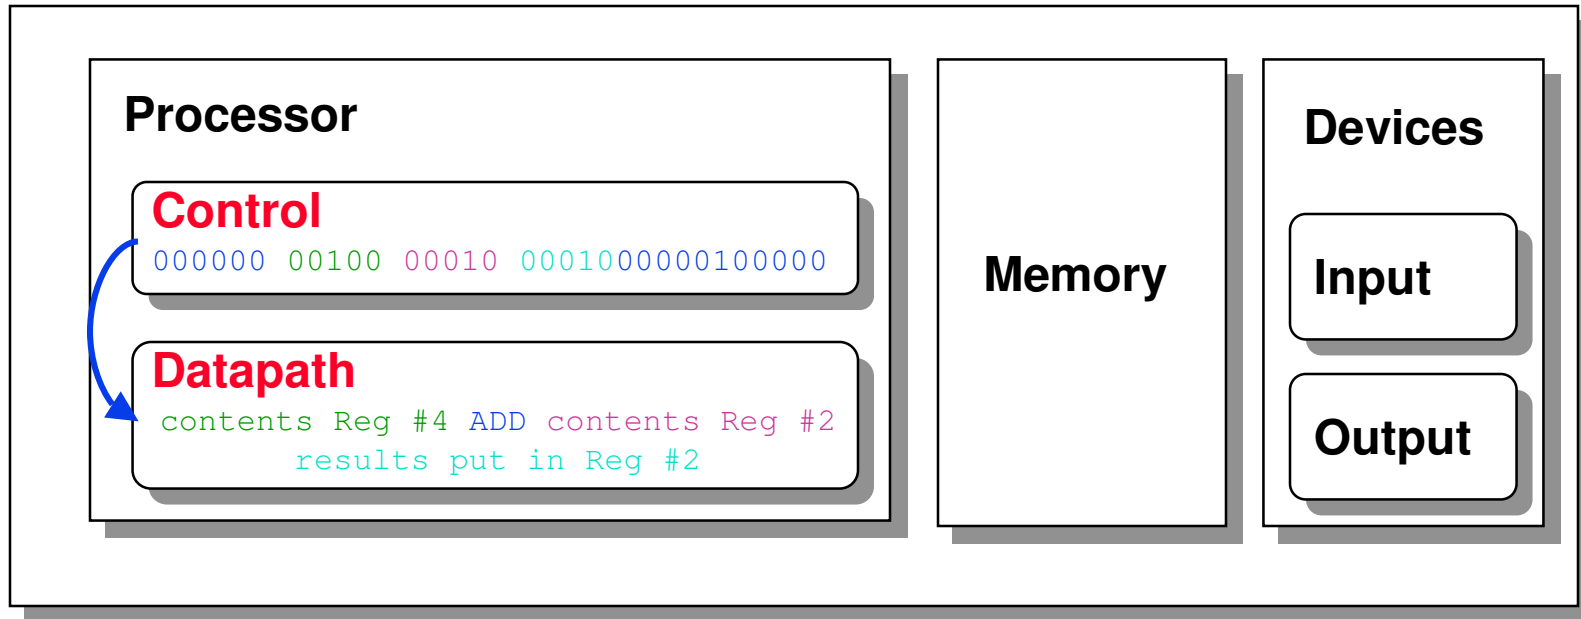 Processor
Control
000000 00100 00010 0001000000100000
Datapath
contents Reg #4 ADD contents Reg #2
results put in Reg #2
Memory
Devices
Input
Output